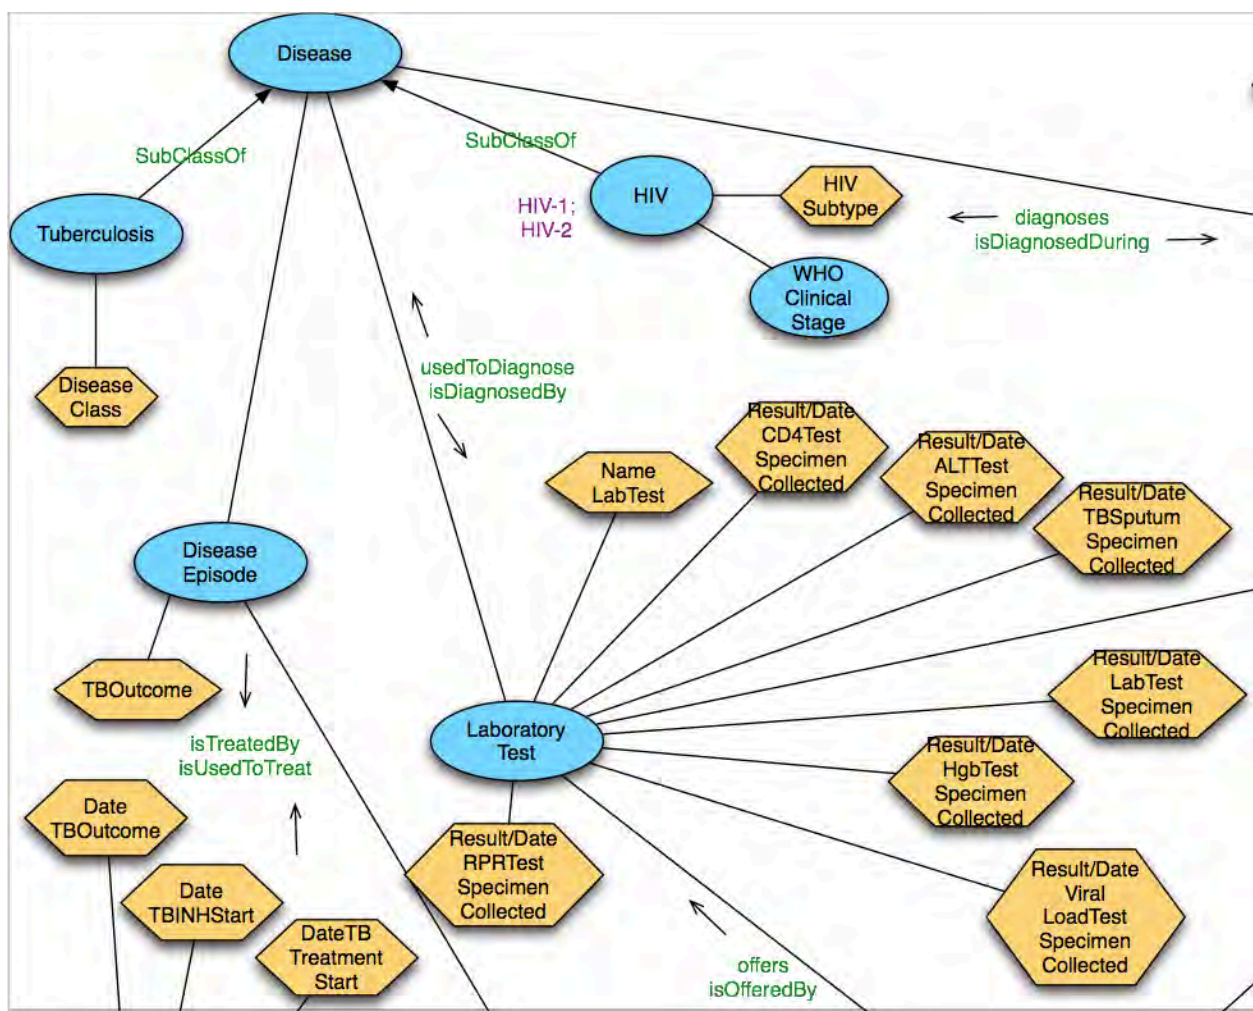 Disease
SubClassOf
SubClassOf
Tuberculosis
HIV
HIV-1;
HIV-2
HIV
Subtype
diagnoses
isDiagnosedDuring
WHO
Clinical
Stage
Disease
Class
usedToDiagnose
isDiagnosedBy
Name
LabTest
Result/Date
CD4Test
Specimen
Collected
Result/Date
ALTTest
Specimen
Collected
Result/Date
TBSputum
Specimen
Collected
Disease
Episode
TBOutcome
Laboratory
Test
Result/Date
LabTest
Specimen
Collected
isTreatedBy
isUsedToTreat
Result/Date
HgbTest
Specimen
Collected
Date
TBOutcome
Result/Date
RPRTest
Specimen
Collected
Result/Date
Viral
LoadTest
Specimen
Collected
Date
TBINHStart
DateTB
Treatment
Start
offers
isOfferedBy